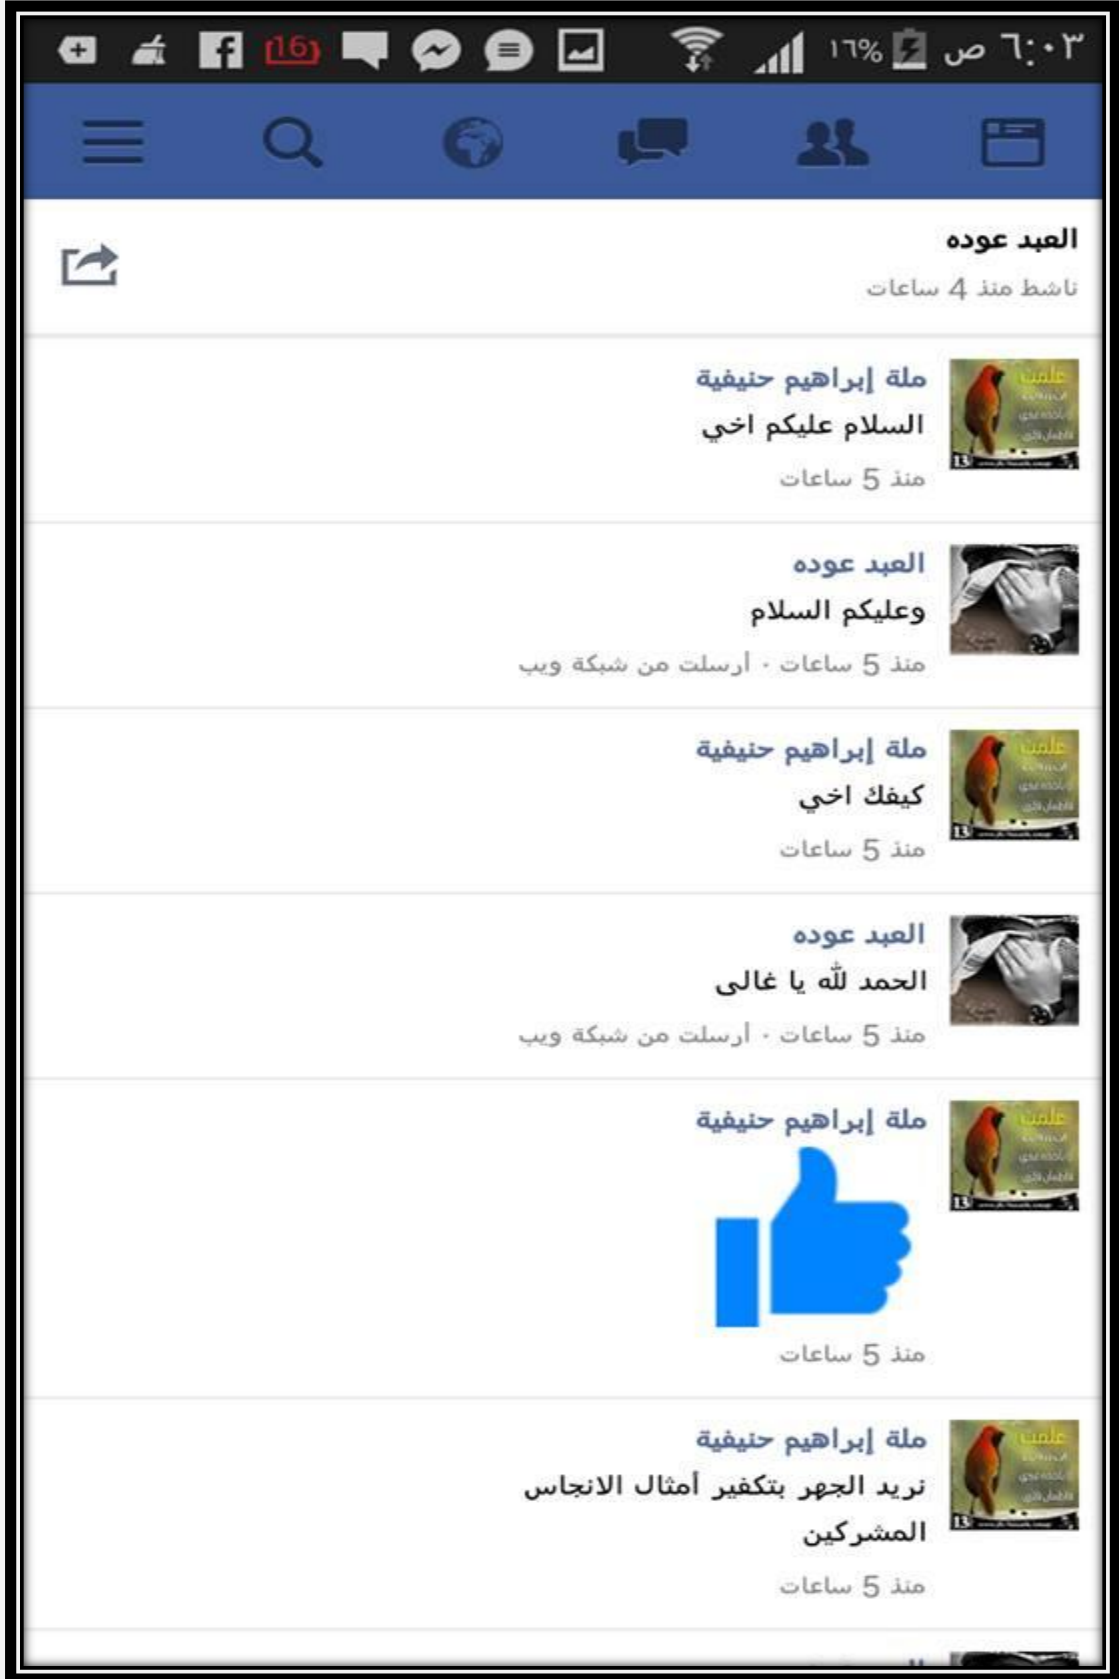 ٦:٠٣ ص ١٦% 16
العبد عوده
ناشط منذ 4 ساعات
ملة إبراهيم حنيفية
السلام عليكم اخي
منذ 5 ساعات
العبد عوده
وعليكم السلام
منذ 5 ساعات · أرسلت من شبكة ويب
ملة إبراهيم حنيفية
كيفك اخي
منذ 5 ساعات
العبد عوده
الحمد لله يا غالى
منذ 5 ساعات · أرسلت من شبكة ويب
ملة إبراهيم حنيفية
منذ 5 ساعات
ملة إبراهيم حنيفية
نريد الجهر بتكفير أمثال الانجاس
المشركين
منذ 5 ساعات